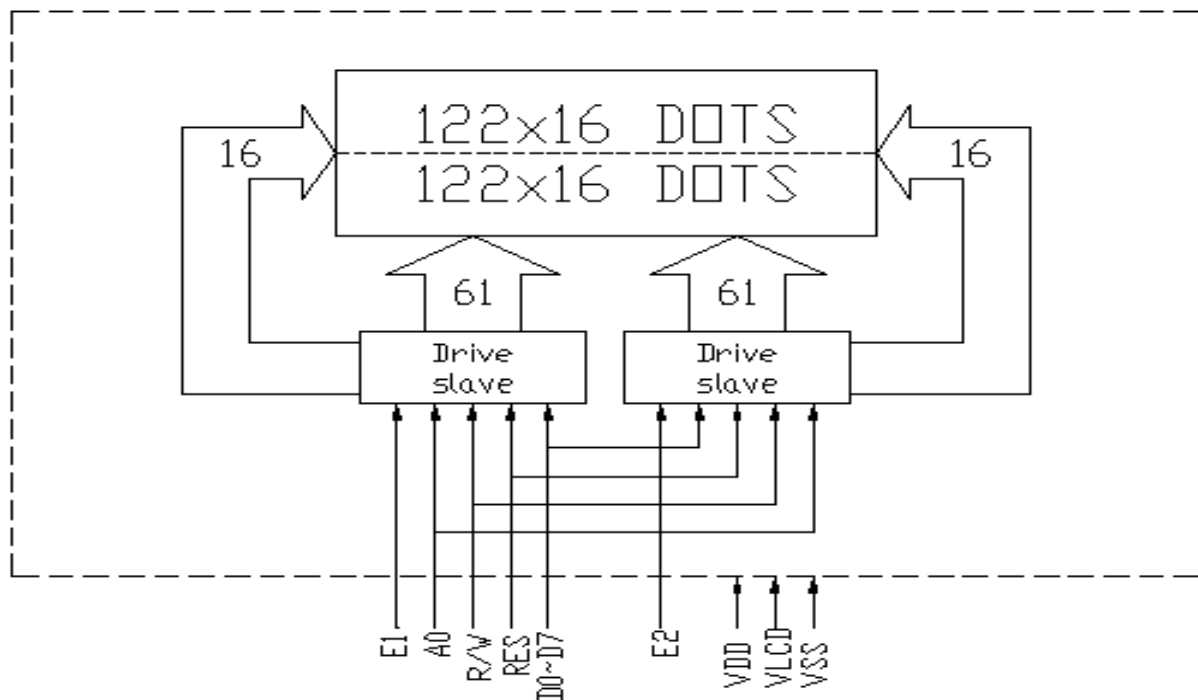 122x16 DOTS
122x16 DOTS
16
16
61
61
Drive
slave
Drive
slave
E1
A0
R/W
RES
D0~D7
E2
VDD
VLCD
VSS